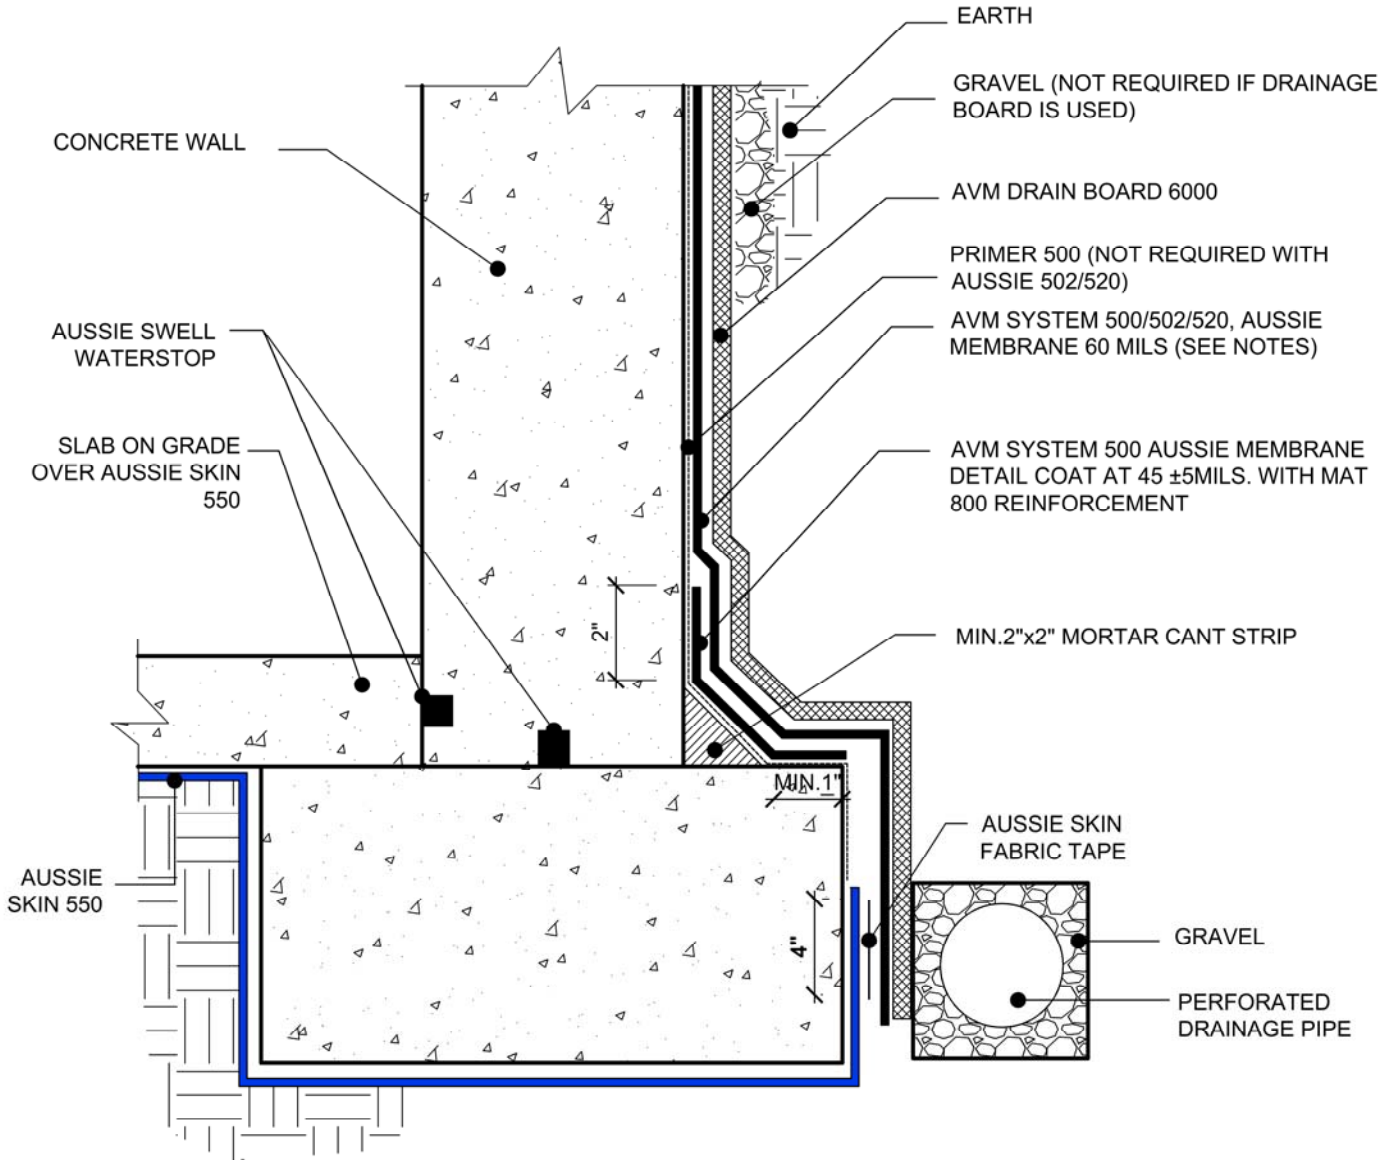 EARTH
GRAVEL (NOT REQUIRED IF DRAINAGE
BOARD IS USED)
CONCRETE WALL
AVM DRAIN BOARD 6000
PRIMER 500 (NOT REQUIRED WITH
AUSSIE 502/520)
AUSSIE SWELL
WATERSTOP
AVM SYSTEM 500/502/520, AUSSIE
MEMBRANE 60 MILS (SEE NOTES)
SLAB ON GRADE
OVER AUSSIE SKIN
550
AVM SYSTEM 500 AUSSIE MEMBRANE
DETAIL COAT AT 45 ±5MILS. WITH MAT
800 REINFORCEMENT
2"
MIN.2"x2" MORTAR CANT STRIP
MIN.1"
AUSSIE SKIN
FABRIC TAPE
AUSSIE
SKIN 550
4"
GRAVEL
PERFORATED
DRAINAGE PIPE